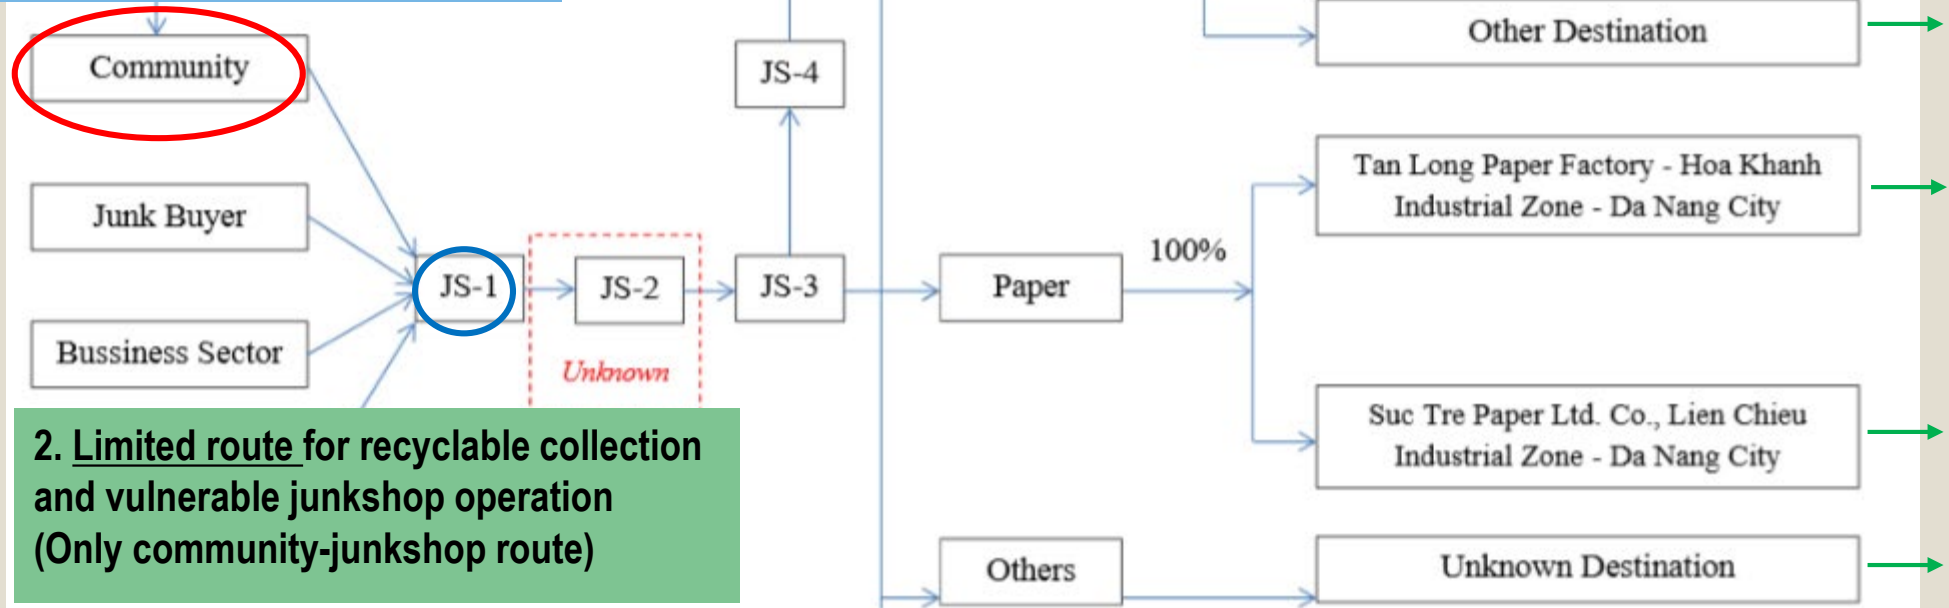 Other Destination
Community
JS-4
Tan Long Paper Factory - Hoa Khanh
Industrial Zone - Da Nang City
Junk Buyer
100%
JS-1
JS-2
JS-3
Paper
Bussiness Sector
Unknown
Suc Tre Paper Ltd. Co., Lien Chieu
Industrial Zone - Da Nang City
2. Limited route for recyclable collection
and vulnerable junkshop operation
(Only community-junkshop route)
Others
Unknown Destination